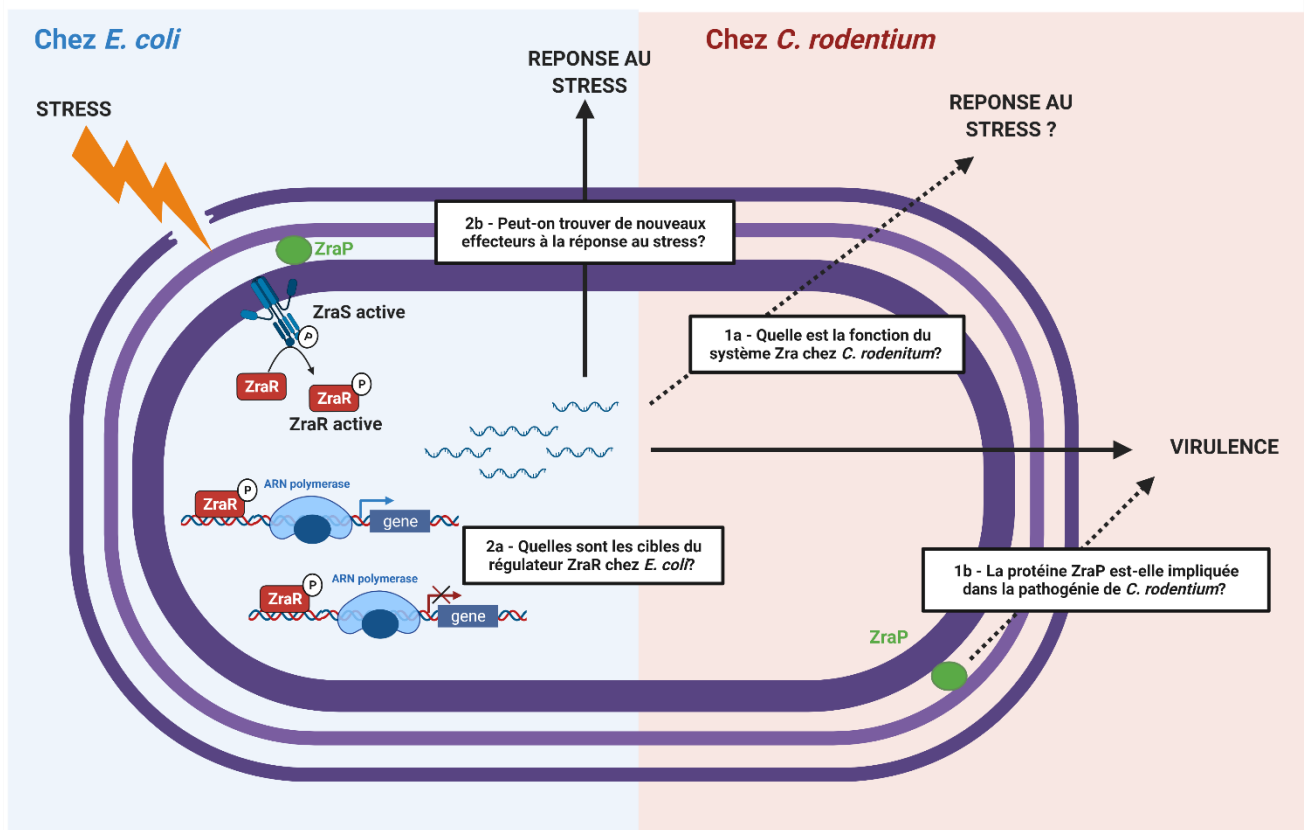 Chez E. coli
Chez C. rodentium
REPONSE AU
STRESS
STRESS
REPONSE AU
STRESS ?
2b - Peut-on trouver de nouveaux
effecteurs à la réponse au stress?
ZraP
ZraS active
P
ZraR
ZraR
P
ZraR active
1a - Quelle est la fonction du
système Zra chez C. rodenitum?
VIRULENCE
ARN polymerase
ZraR
P
gene
2a - Quelles sont les cibles du
régulateur ZraR chez E. coli?
ARN polymerase
ZraR
P
gene
1b - La protéine ZraP est-elle impliquée
dans la pathogénie de C. rodentium?
ZraP